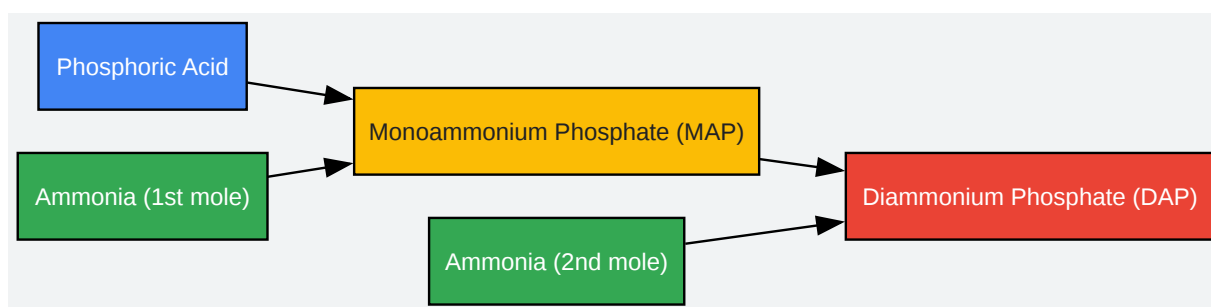 Phosphoric Acid
Ammonia (1st mole)
Monoammonium Phosphate (MAP)
Ammonia (2nd mole)
Diammonium Phosphate (DAP)